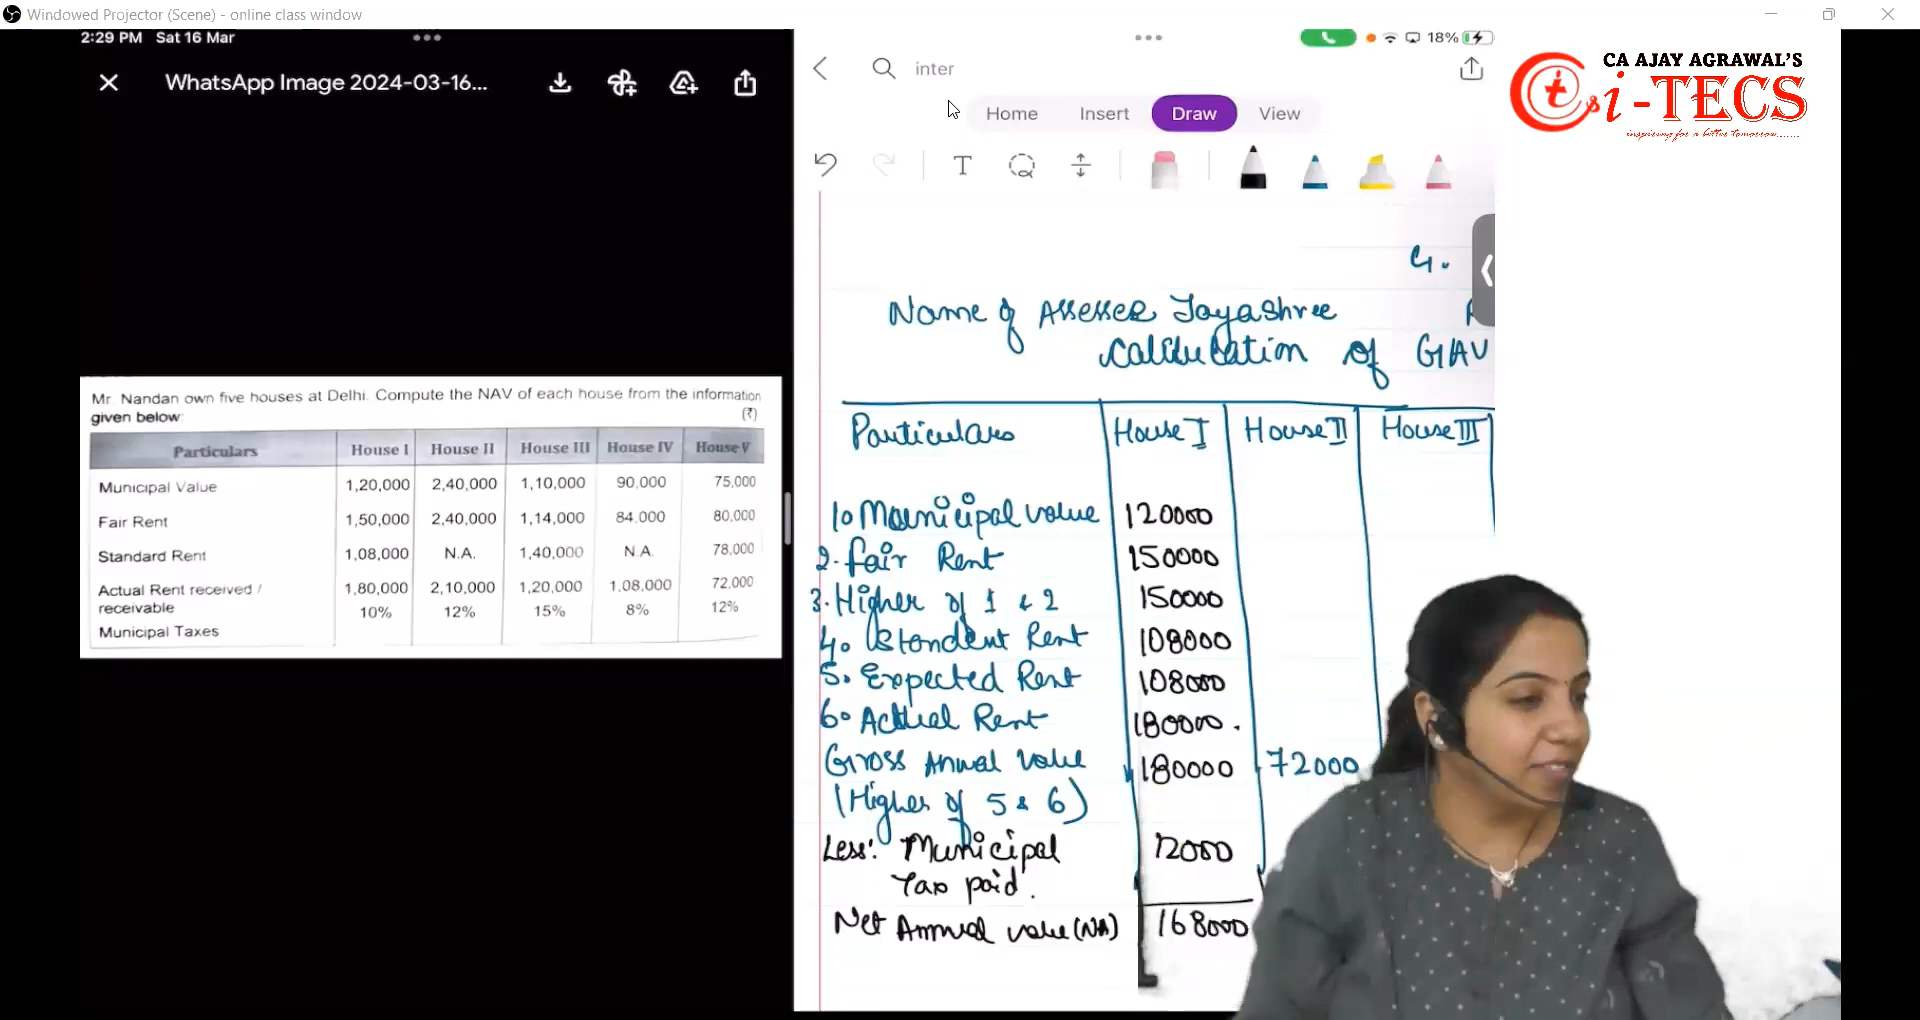 Windowed Projector (Scene) - online class window
2:29 PM Sat 16 Mar
WhatsApp Image 2024-03-16...
Mr. Nandan own five houses at Delhi. Compute the NAV of each house from the information
given below: (₹)
Particulars House I House II House III House IV House V
Municipal Value 1,20,000 2,40,000 1,10,000 90,000 75,000
Fair Rent 1,50,000 2,40,000 1,14,000 84,000 80,000
Standard Rent 1,08,000 N.A. 1,40,000 N.A. 78,000
Actual Rent received / 1,80,000 2,10,000 1,20,000 1,08,000 72,000
receivable 10% 12% 15% 8% 12%
Municipal Taxes
18%
inter
Home Insert Draw View
CA AJAY AGRAWAL'S
i-TECS
inspiring for a better tomorrow.......
Name of Assessee Jayashree
Calculation of GAV
Particulars House I House II House III
1. Municipal value 120000
2. Fair Rent 150000
3. Higher of 1 & 2 150000
4. Standent Rent 108000
5. Expected Rent 108000
6. Actual Rent 180000.
Gross Annual Value 180000 72000
(Higher of 5 & 6)
Less: Municipal 12000
Tax paid.
Net Annual value (NA) 168000